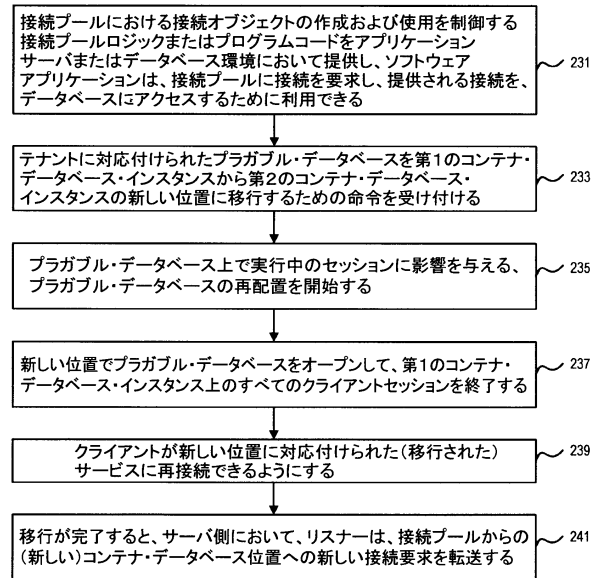 接続プールにおける接続オブジェクトの作成および使用を制御する
接続プールロジックまたはプログラムコードをアプリケーション
サーバまたはデータベース環境において提供し、ソフトウェア
アプリケーションは、接続プールに接続を要求し、提供される接続を、
データベースにアクセスするために利用できる
231
テナントに対応付けられたプラガブル・データベースを第1のコンテナ・
データベース・インスタンスから第2のコンテナ・データベース・
インスタンスの新しい位置に移行するための命令を受け付ける
233
プラガブル・データベース上で実行中のセッションに影響を与える、
プラガブル・データベースの再配置を開始する
235
新しい位置でプラガブル・データベースをオープンして、第1のコンテナ・
データベース・インスタンス上のすべてのクライアントセッションを終了する
237
クライアントが新しい位置に対応付けられた(移行された)
サービスに再接続できるようにする
239
移行が完了すると、サーバ側において、リスナーは、接続プールからの
(新しい)コンテナ・データベース位置への新しい接続要求を転送する
241